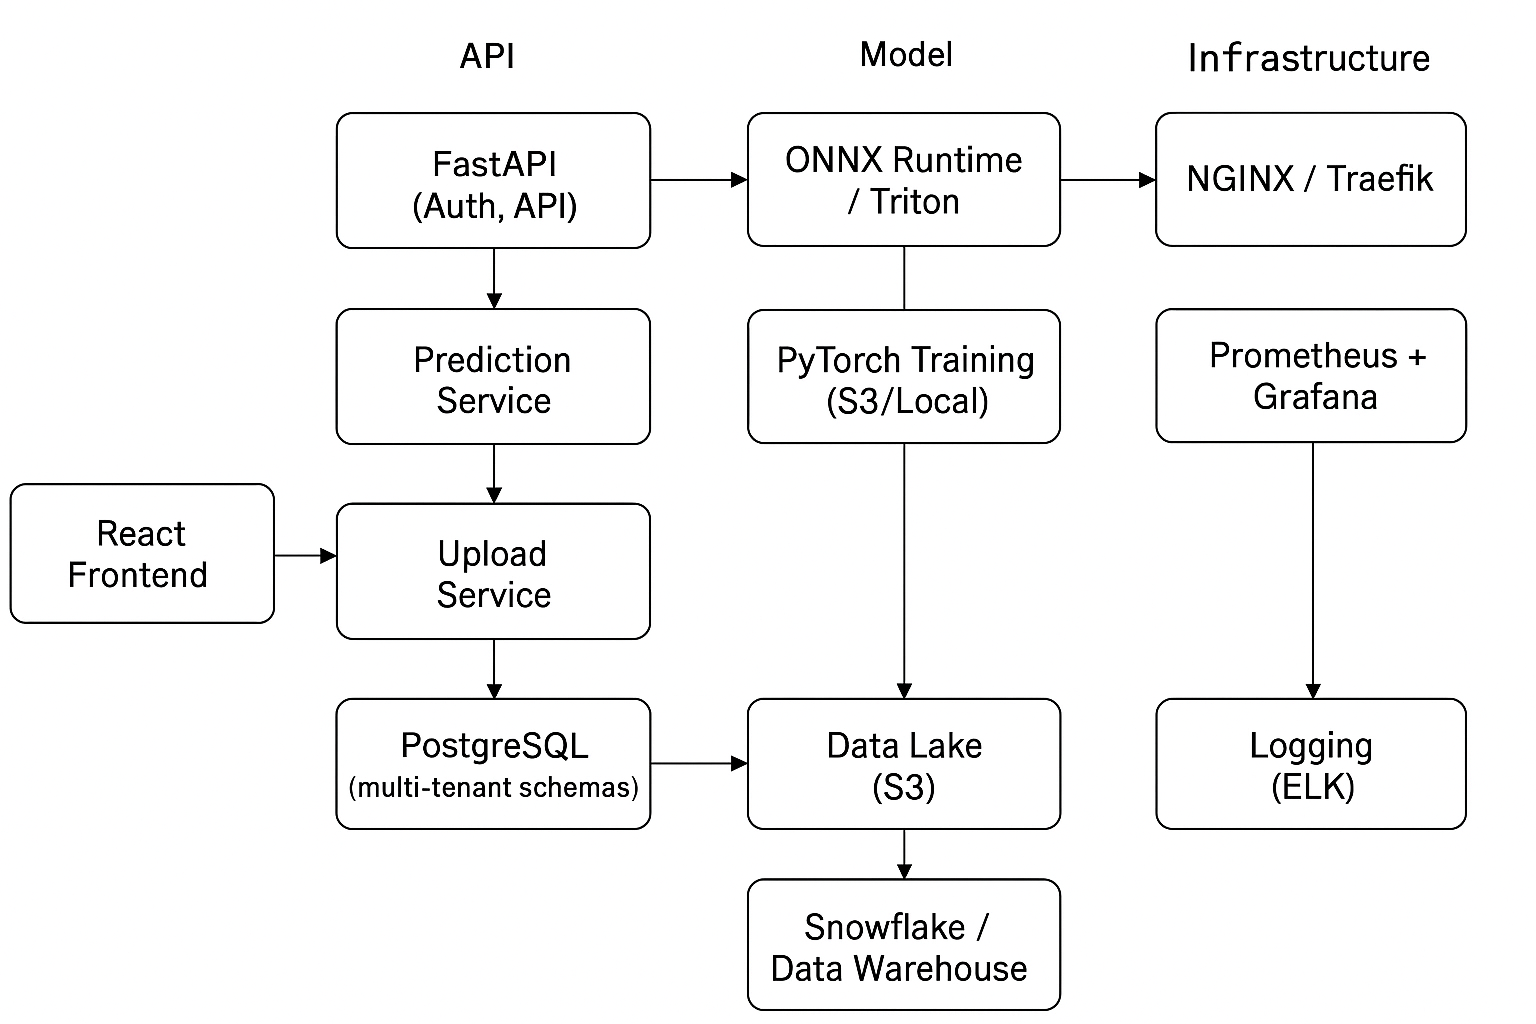 API
Model
Infrastructure
FastAPI
(Auth, API)
ONNX Runtime
/ Triton
NGINX / Traefik
Prediction
Service
PyTorch Training
(S3/Local)
Prometheus +
Grafana
React
Frontend
Upload
Service
PostgreSQL
(multi-tenant schemas)
Data Lake
(S3)
Logging
(ELK)
Snowflake /
Data Warehouse